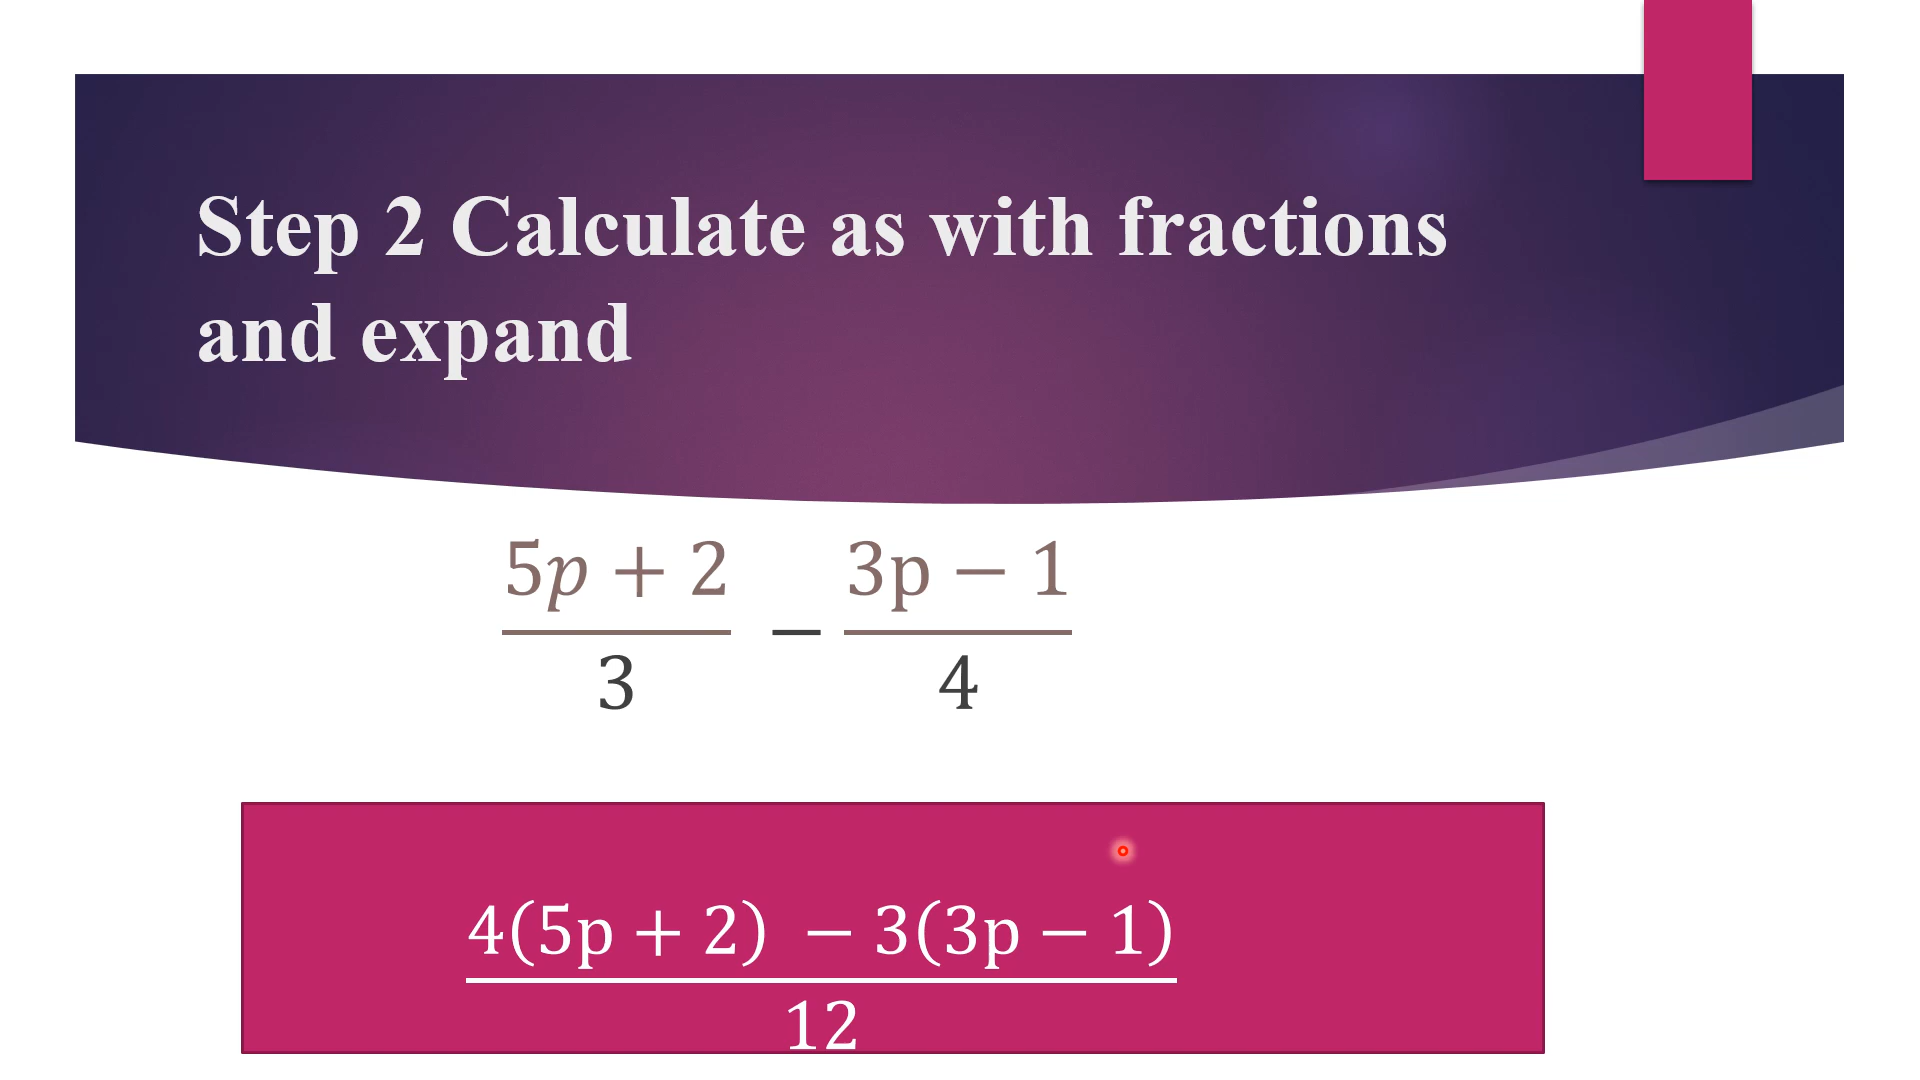 Step 2 Calculate as with fractions
and expand
5p + 2 / 3 − 3p − 1 / 4
4(5p + 2) − 3(3p − 1) / 12